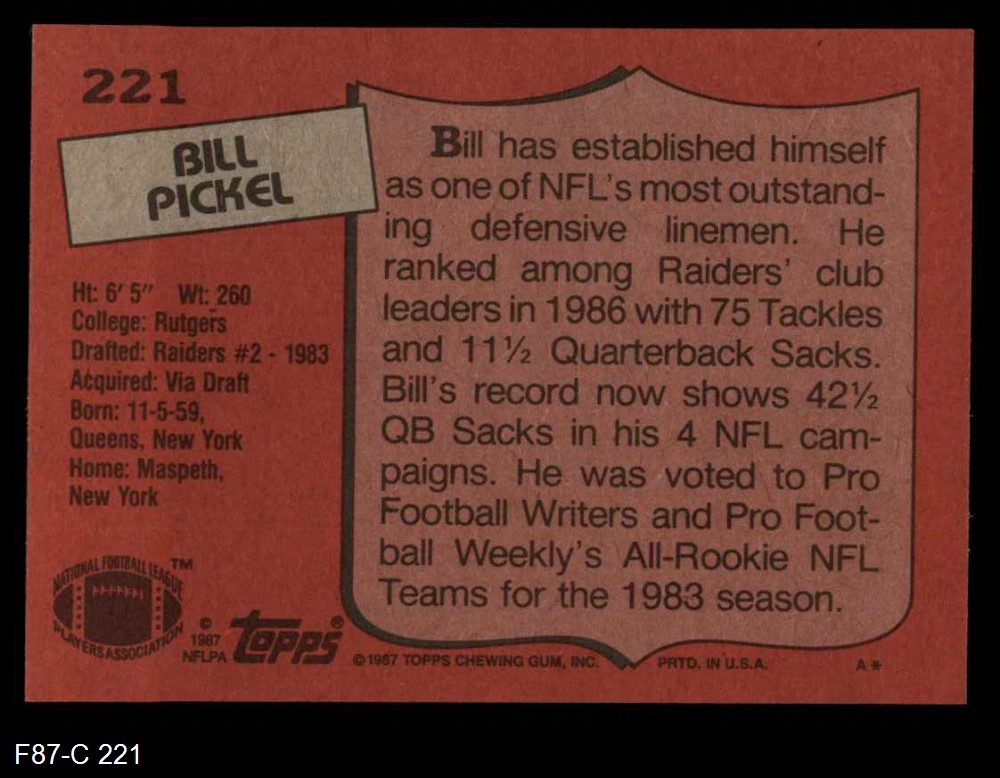 221
BILL
PICKEL
Ht: 6' 5" Wt: 260
College: Rutgers
Drafted: Raiders #2 - 1983
Acquired: Via Draft
Born: 11-5-59,
Queens, New York
Home: Maspeth,
New York
NATIONAL FOOTBALL LEAGUE
PLAYERS ASSOCIATION
™
©
1987
NFLPA
topps®
Bill has established himself
as one of NFL's most outstand-
ing defensive linemen. He
ranked among Raiders' club
leaders in 1986 with 75 Tackles
and 11½ Quarterback Sacks.
Bill's record now shows 42½
QB Sacks in his 4 NFL cam-
paigns. He was voted to Pro
Football Writers and Pro Foot-
ball Weekly's All-Rookie NFL
Teams for the 1983 season.
©1987 TOPPS CHEWING GUM, INC. PRTD. IN U.S.A. A*
F87-C 221